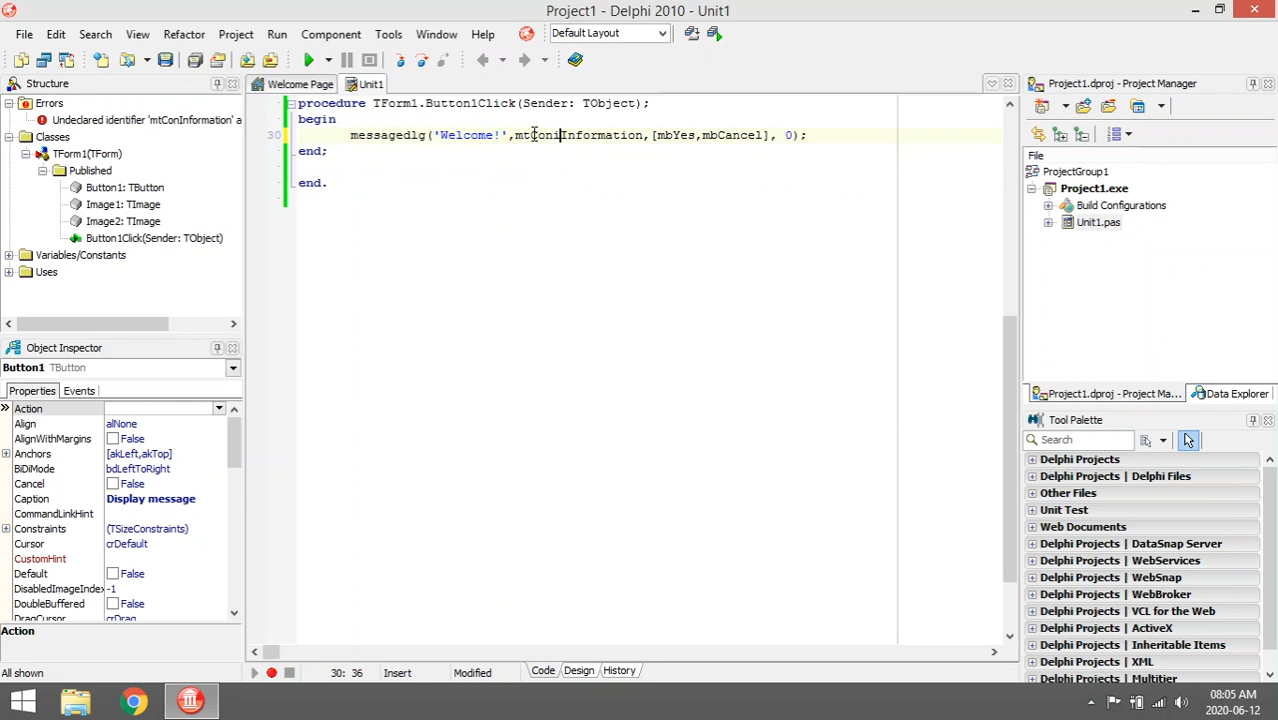 Project1 - Delphi 2010 - Unit1
File Edit Search View Refactor Project Run Component Tools Window Help Default Layout
Structure
Errors
Undeclared identifier 'mtConInformation' a
Classes
TForm1(TForm)
Published
Button1: TButton
Image1: TImage
Image2: TImage
Button1Click(Sender: TObject)
Variables/Constants
Uses
Object Inspector
Button1 TButton
Properties Events
Action
Align alNone
AlignWithMargins False
Anchors [akLeft,akTop]
BiDiMode bdLeftToRight
Cancel False
Caption Display message
CommandLinkHint
Constraints (TSizeConstraints)
Cursor crDefault
CustomHint
Default False
DisabledImageIndex -1
DoubleBuffered False
DragCursor crDrag
Action
All shown
Welcome Page Unit1
procedure TForm1.Button1Click(Sender: TObject);
begin
30 messagedlg('Welcome!',mtConiInformation,[mbYes,mbCancel], 0);
end;
end.
30: 36 Insert Modified Code Design History
Project1.dproj - Project Manager
File
ProjectGroup1
Project1.exe
Build Configurations
Unit1.pas
Project1.dproj - Project Ma... Data Explorer
Tool Palette
Search
Delphi Projects
Delphi Projects | Delphi Files
Other Files
Unit Test
Web Documents
Delphi Projects | DataSnap Server
Delphi Projects | WebServices
Delphi Projects | WebSnap
Delphi Projects | WebBroker
Delphi Projects | VCL for the Web
Delphi Projects | ActiveX
Delphi Projects | Inheritable Items
Delphi Projects | XML
Delphi Projects | Multitier
08:05 AM
2020-06-12